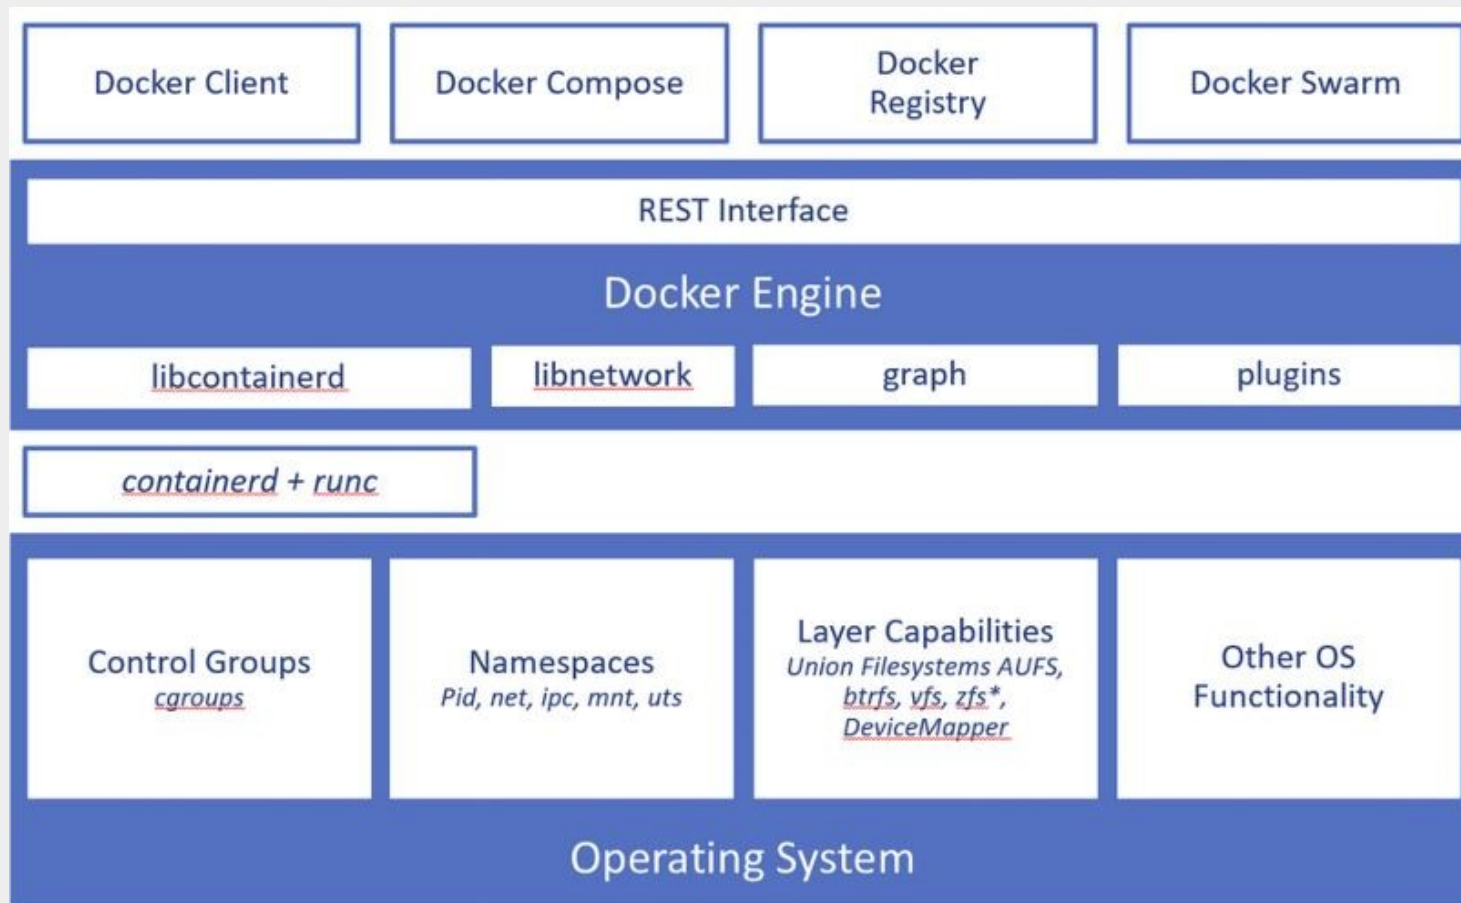 Docker Client
Docker Compose
Docker
Registry
Docker Swarm
REST Interface
Docker Engine
libcontainerd
libnetwork
graph
plugins
containerd + runc
Control Groups
cgroups
Namespaces
Pid, net, ipc, mnt, uts
Layer Capabilities
Union Filesystems AUFS,
btrfs, vfs, zfs*,
DeviceMapper
Other OS
Functionality
Operating System